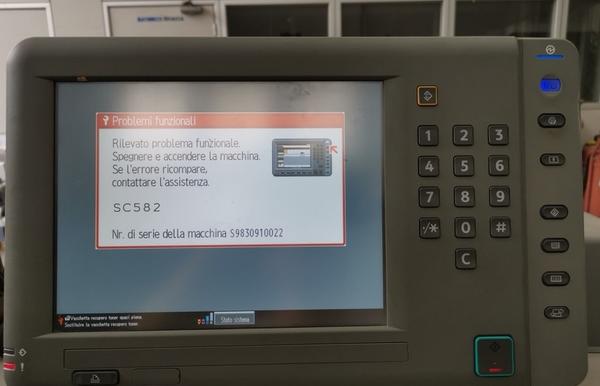 Problemi funzionali
Rilevato problema funzionale.
Spegnere e accendere la macchina.
Se l'errore ricompare,
contattare l'assistenza.
SC582
Nr. di serie della macchina S9830910022
Vaschetta recupero toner quasi piena.
Sostituire la vaschetta recupero toner.
Stato sistema
1 2 3
4 5 6
7 8 9
./* 0 #
C